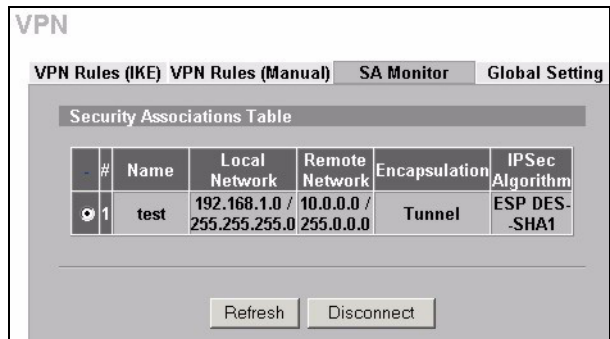 VPN
VPN Rules (IKE) VPN Rules (Manual) SA Monitor Global Setting
Security Associations Table
- # Name Local Network Remote Network Encapsulation IPSec Algorithm
1 test 192.168.1.0 / 255.255.255.0 10.0.0.0 / 255.0.0.0 Tunnel ESP DES--SHA1
Refresh Disconnect